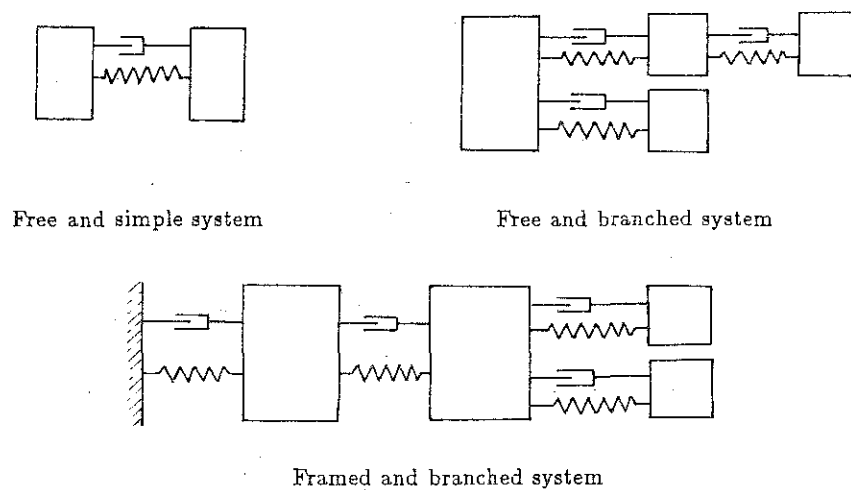 Free and simple system
Free and branched system
Framed and branched system